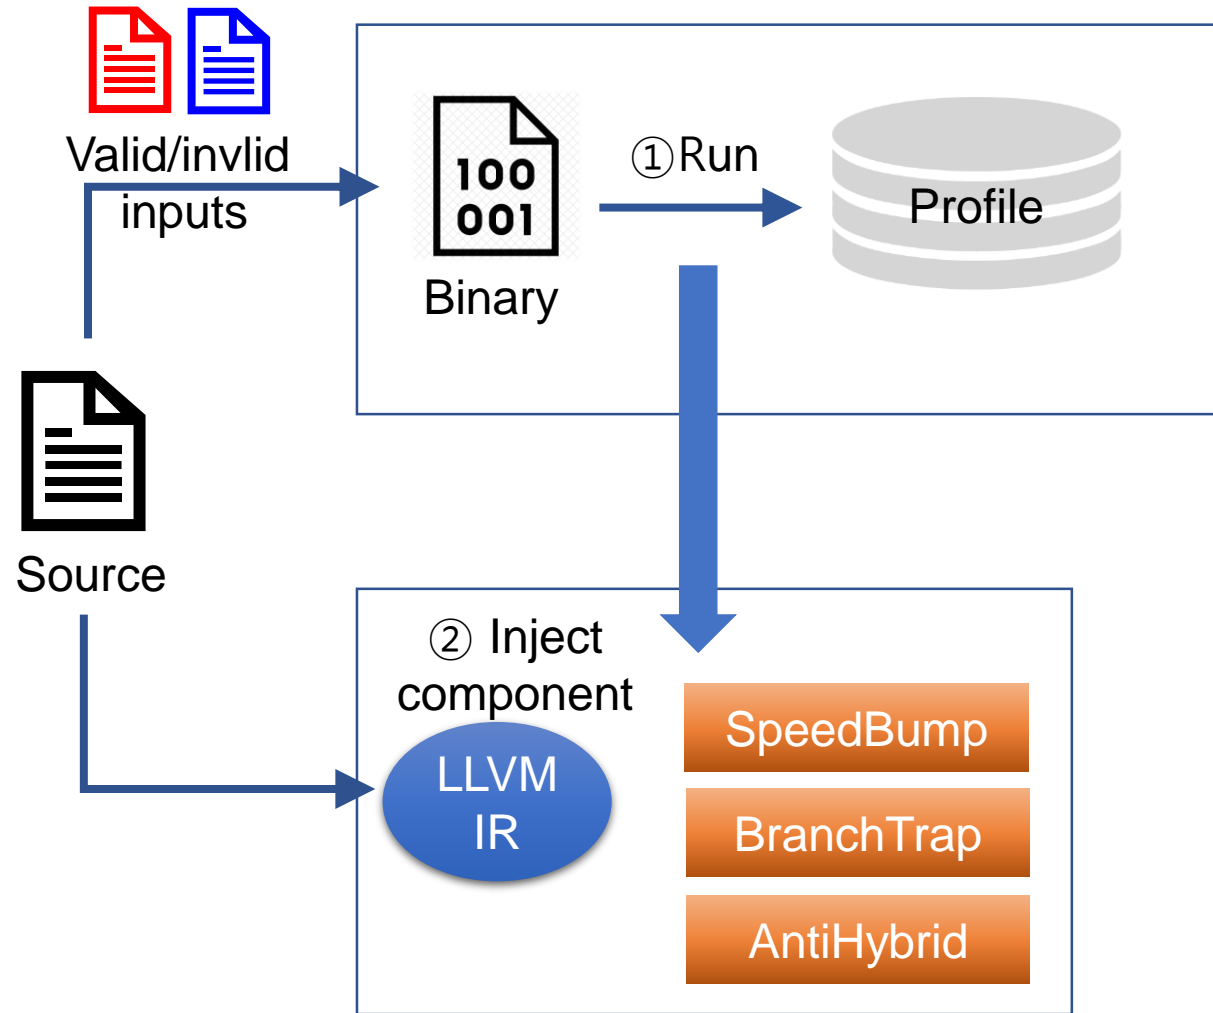 Valid/invlid
inputs
100
001
Binary
①Run
Profile
Source
② Inject
component
LLVM
IR
SpeedBump
BranchTrap
AntiHybrid